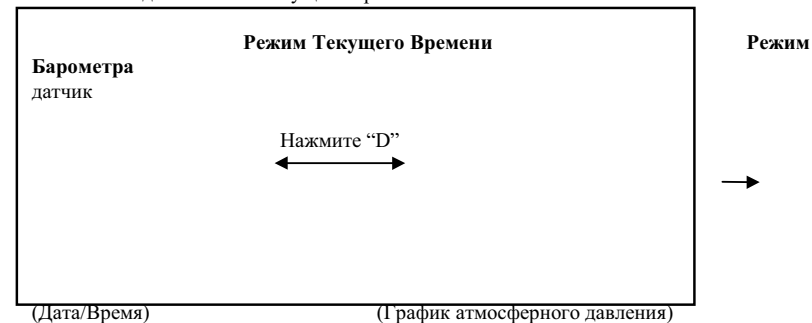 Режим Текущего Времени Режим
Барометра
датчик
Нажмите “D”
(Дата/Время) (График атмосферного давления)